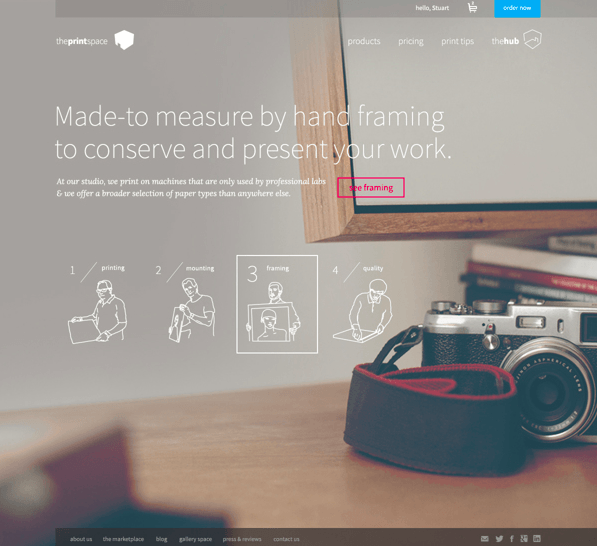 hello, Stuart
order now
theprintspace
products
pricing
print tips
thehub
Made-to measure by hand framing
to conserve and present your work.
At our studio, we print on machines that are only used by professional labs
& we offer a broader selection of paper types than anywhere else.
see framing
1 printing
2 mounting
3 framing
4 quality
about us
the marketplace
blog
gallery space
press & reviews
contact us